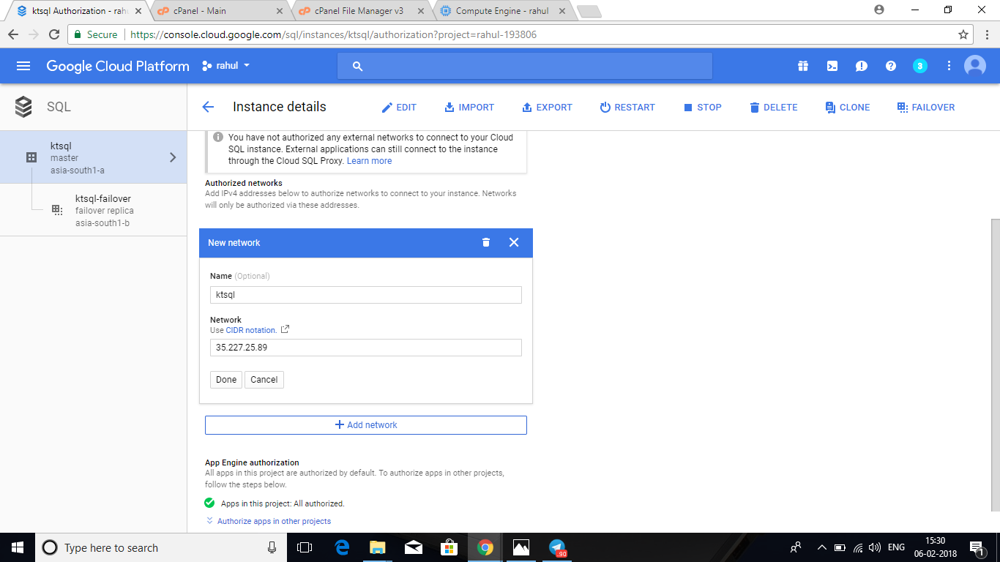 ktsql Authorization - rah
cPanel - Main
cPanel File Manager v3
Compute Engine - rahul
Secure
https://console.cloud.google.com/sql/instances/ktsql/authorization?project=rahul-193806
Google Cloud Platform
rahul
3
SQL
Instance details
EDIT
IMPORT
EXPORT
RESTART
STOP
DELETE
CLONE
FAILOVER
ktsql
master
asia-south1-a
ktsql-failover
failover replica
asia-south1-b
You have not authorized any external networks to connect to your Cloud
SQL instance. External applications can still connect to the instance
through the Cloud SQL Proxy. Learn more
Authorized networks
Add IPv4 addresses below to authorize networks to connect to your instance. Networks
will only be authorized via these addresses.
New network
Name (Optional)
ktsql
Network
Use CIDR notation.
35.227.25.89
Done
Cancel
Add network
App Engine authorization
All apps in this project are authorized by default. To authorize apps in other projects,
follow the steps below.
Apps in this project: All authorized.
Authorize apps in other projects
Type here to search
.90
ENG
15:30
06-02-2018
1